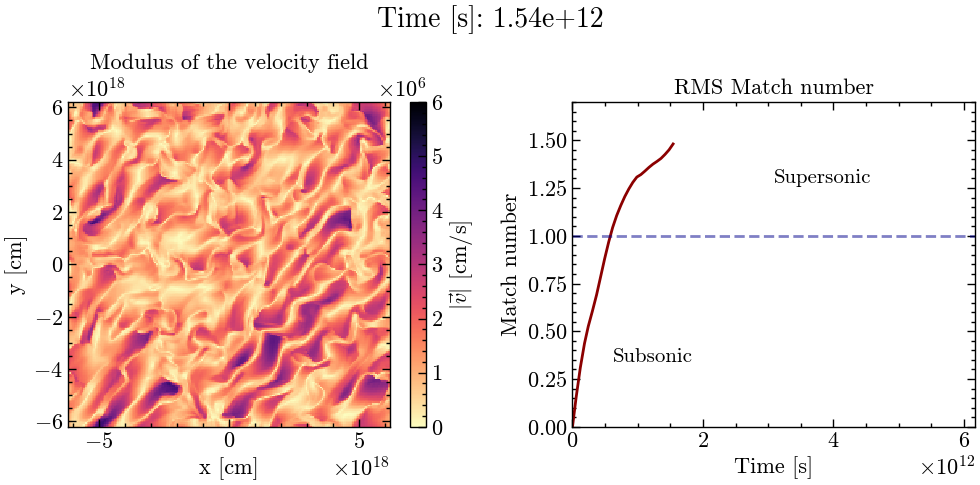 Time [s]: 1.54e+12
Modulus of the velocity field
×10^18
×10^6
6
4
2
0
−2
−4
−6
y [cm]
−5 0 5
x [cm]
×10^18
6
5
4
3
2
1
0
|v⃗| [cm/s]
RMS Match number
1.50
1.25
1.00
0.75
0.50
0.25
0.00
Match number
Supersonic
Subsonic
0 2 4 6
Time [s]
×10^12